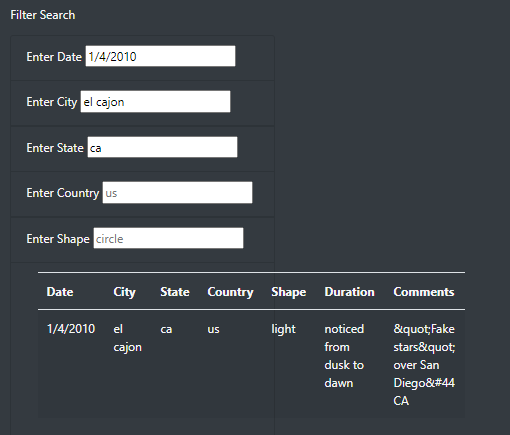 Filter Search
Enter Date 1/4/2010
Enter City el cajon
Enter State ca
Enter Country us
Enter Shape circle
Date City State Country Shape Duration Comments
1/4/2010 el ca us light noticed &quot;Fake
cajon from stars&quot;
dusk to over San
dawn Diego&#44
CA